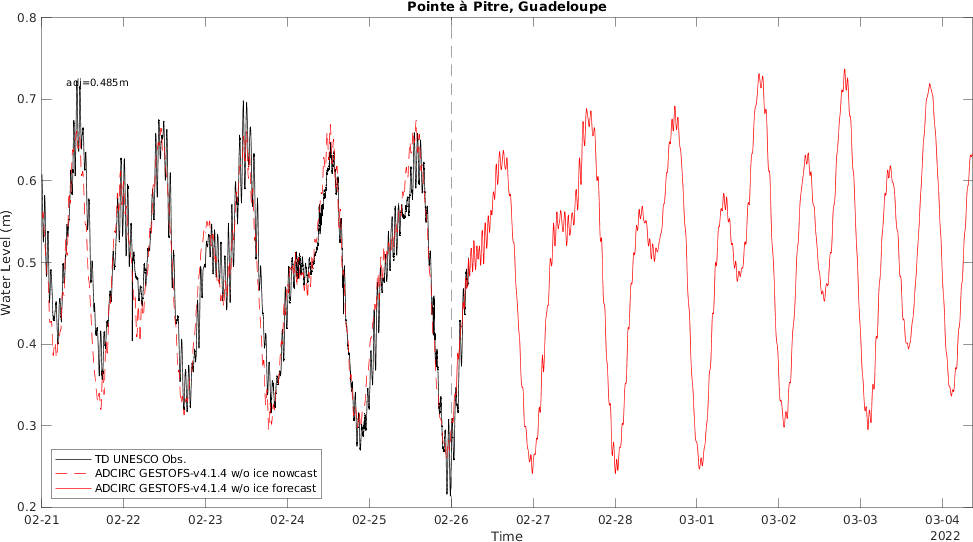 Pointe à Pitre, Guadeloupe
0.8
adj=0.485m
0.7
0.6
0.5
0.4
0.3
0.2
Water Level (m)
TD UNESCO Obs.
ADCIRC GESTOFS-v4.1.4 w/o ice nowcast
ADCIRC GESTOFS-v4.1.4 w/o ice forecast
02-21 02-22 02-23 02-24 02-25 02-26 02-27 02-28 03-01 03-02 03-03 03-04
2022
Time